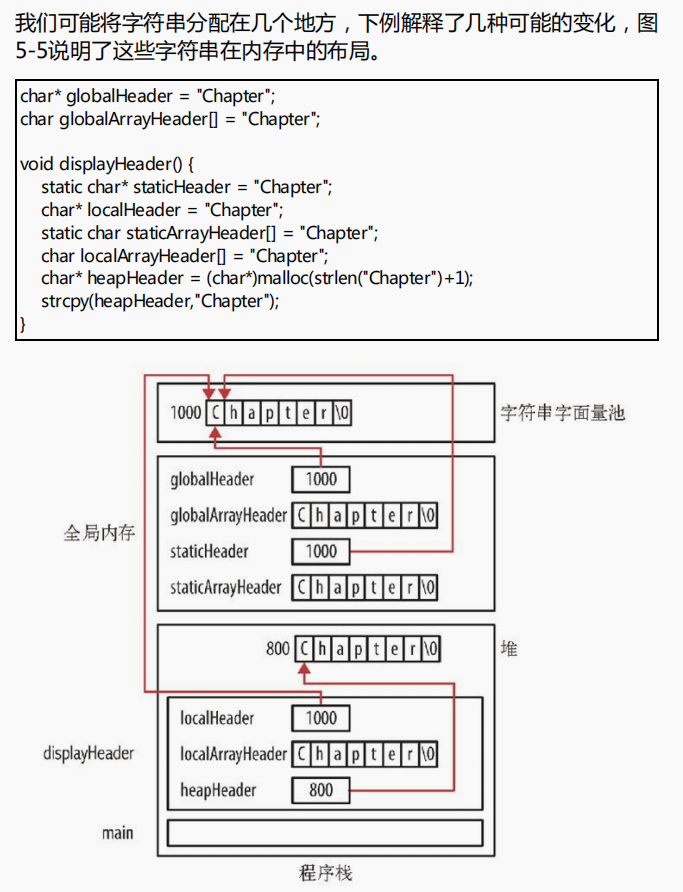 我们可能将字符串分配在几个地方，下例解释了几种可能的变化，图
5-5说明了这些字符串在内存中的布局。
char* globalHeader = "Chapter";
char globalArrayHeader[] = "Chapter";
void displayHeader() {
static char* staticHeader = "Chapter";
char* localHeader = "Chapter";
static char staticArrayHeader[] = "Chapter";
char localArrayHeader[] = "Chapter";
char* heapHeader = (char*)malloc(strlen("Chapter")+1);
strcpy(heapHeader,"Chapter");
}
1000 C h a p t e r \0 字符串字面量池
globalHeader 1000
globalArrayHeader C h a p t e r \0
全局内存
staticHeader 1000
staticArrayHeader C h a p t e r \0
800 C h a p t e r \0 堆
localHeader 1000
displayHeader localArrayHeader C h a p t e r \0
heapHeader 800
main
程序栈